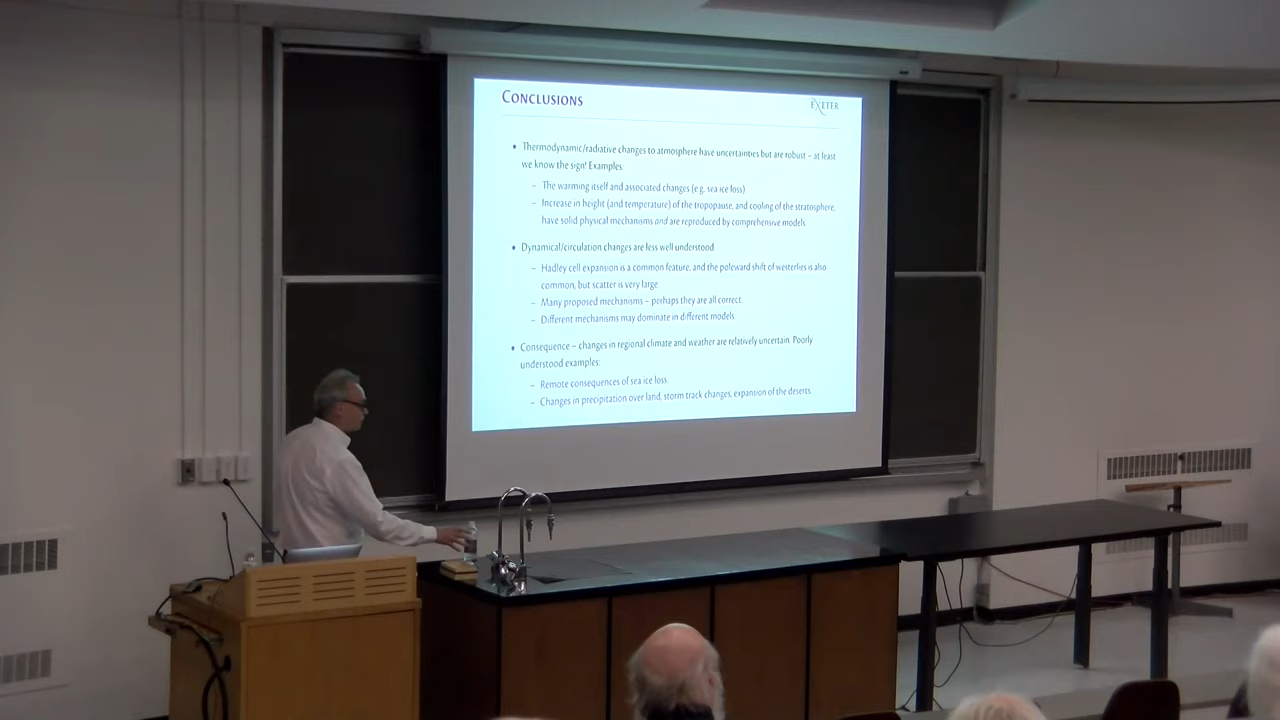 CONCLUSIONS
EXETER
• Thermodynamic/radiative changes to atmosphere have uncertainties but are robust – at least
we know the sign! Examples:
– The warming itself and associated changes (e.g. sea ice loss)
– Increase in height (and temperature) of the tropopause, and cooling of the stratosphere,
have solid physical mechanisms and are reproduced by comprehensive models.
• Dynamical/circulation changes are less well understood
– Hadley cell expansion is a common feature, and the poleward shift of westerlies is also
common, but scatter is very large.
– Many proposed mechanisms – perhaps they are all correct.
– Different mechanisms may dominate in different models.
• Consequence – changes in regional climate and weather are relatively uncertain. Poorly
understood examples:
– Remote consequences of sea ice loss.
– Changes in precipitation over land, storm track changes, expansion of the deserts.